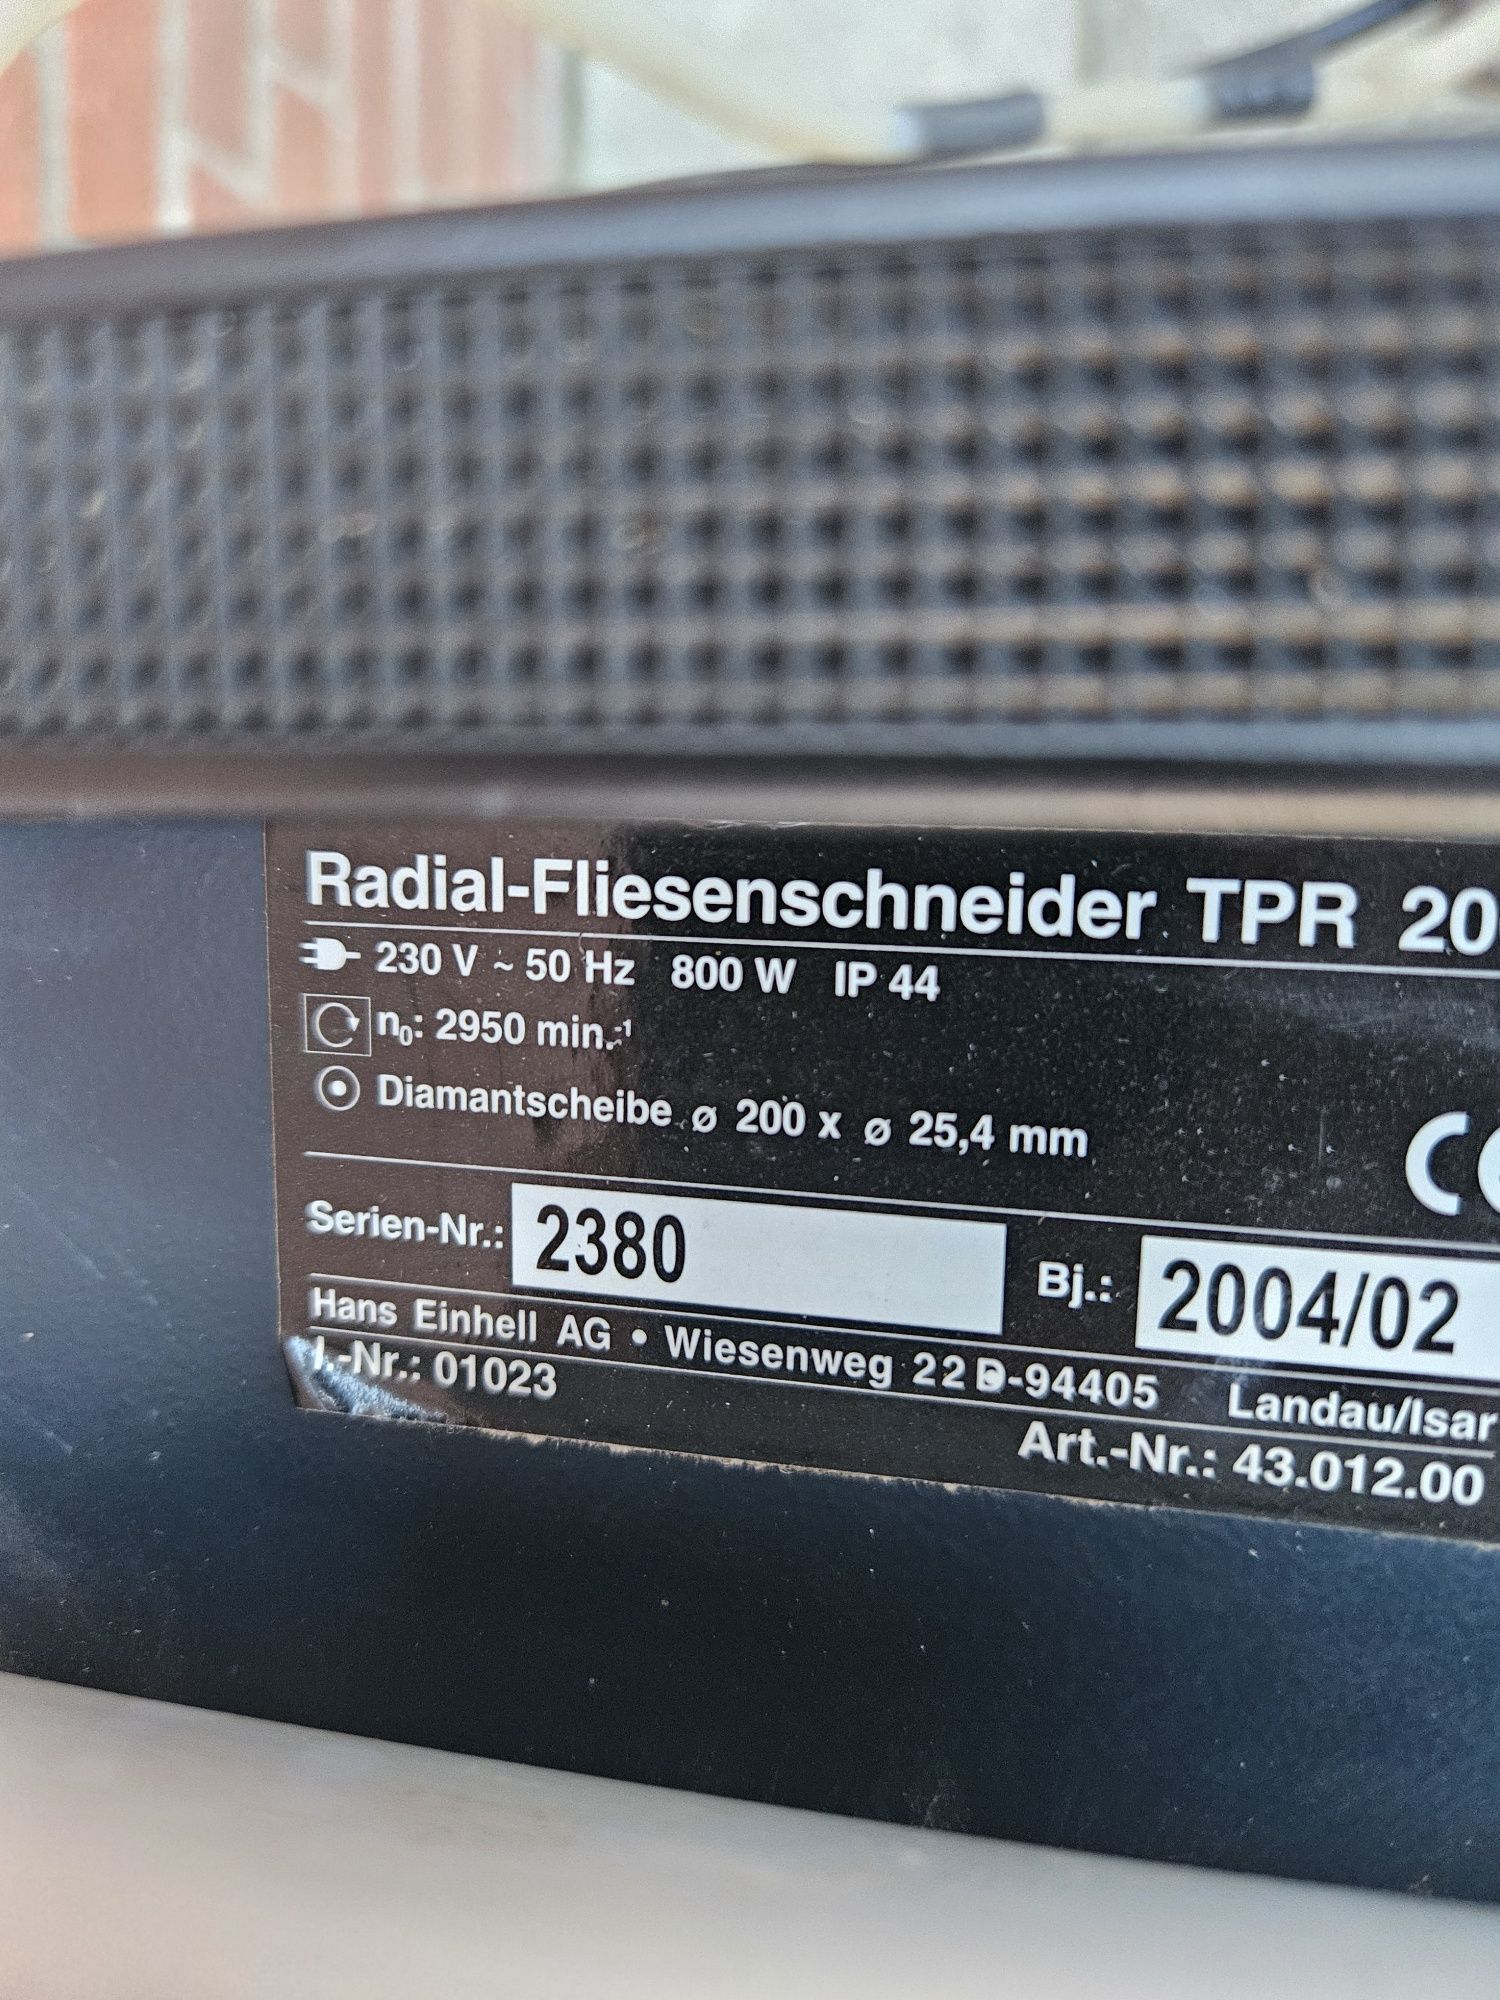 Radial-Fliesenschneider TPR 20
230 V ~ 50 Hz 800 W IP 44
n₀: 2950 min.⁻¹
Diamantscheibe ø 200 x ø 25,4 mm
CE
Serien-Nr.: 2380 Bj.: 2004/02
Hans Einhell AG • Wiesenweg 22 D-94405 Landau/Isar
I.-Nr.: 01023 Art.-Nr.: 43.012.00